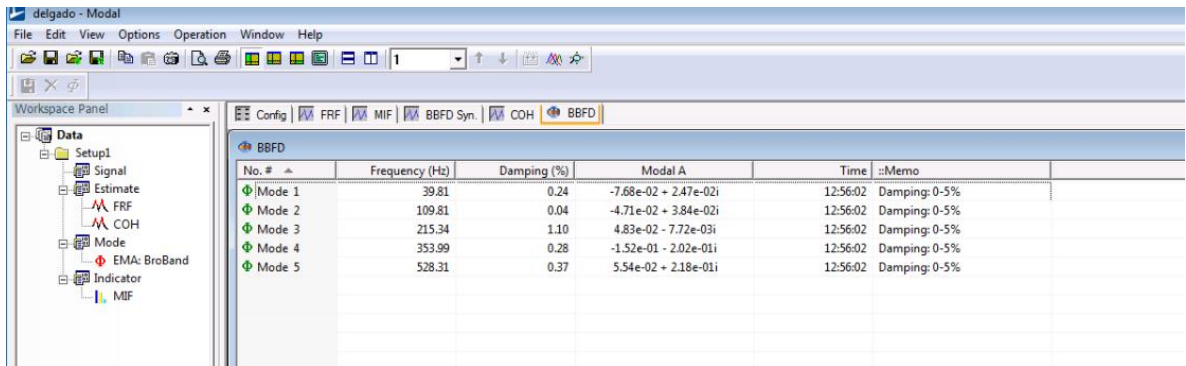 delgado - Modal
File Edit View Options Operation Window Help
1
Workspace Panel
Config FRF MIF BBFD Syn. COH BBFD
Data
Setup1
Signal
Estimate
FRF
COH
Mode
EMA: BroBand
Indicator
MIF
BBFD
No. # Frequency (Hz) Damping (%) Modal A Time ::Memo
Mode 1 39.81 0.24 -7.68e-02 + 2.47e-02i 12:56:02 Damping: 0-5%
Mode 2 109.81 0.04 -4.71e-02 + 3.84e-02i 12:56:02 Damping: 0-5%
Mode 3 215.34 1.10 4.83e-02 - 7.72e-03i 12:56:02 Damping: 0-5%
Mode 4 353.99 0.28 -1.52e-01 - 2.02e-01i 12:56:02 Damping: 0-5%
Mode 5 528.31 0.37 5.54e-02 + 2.18e-01i 12:56:02 Damping: 0-5%